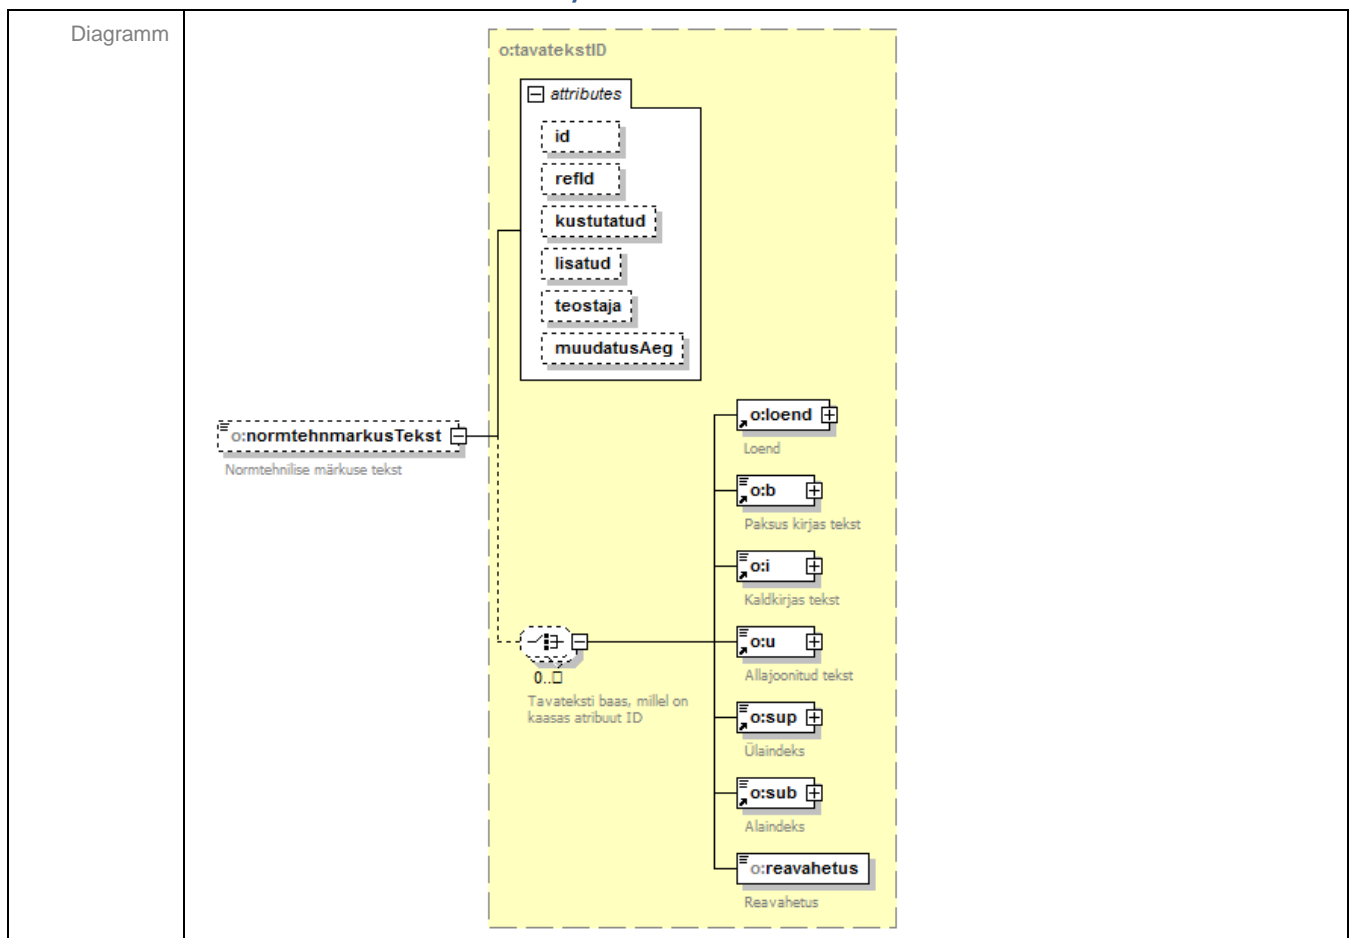 Diagramm
o:tavatekstID
attributes
id
refId
kustutatud
lisatud
teostaja
muudatusAeg
o:normtehnmarkusTekst
Normtehnilise märkuse tekst
0..□
Tavateksti baas, millel on
kaasas atribuut ID
o:loend
Loend
o:b
Paksus kirjas tekst
o:i
Kaldkirjas tekst
o:u
Allajoonitud tekst
o:sup
Ülaindeks
o:sub
Alaindeks
o:reavahetus
Reavahetus